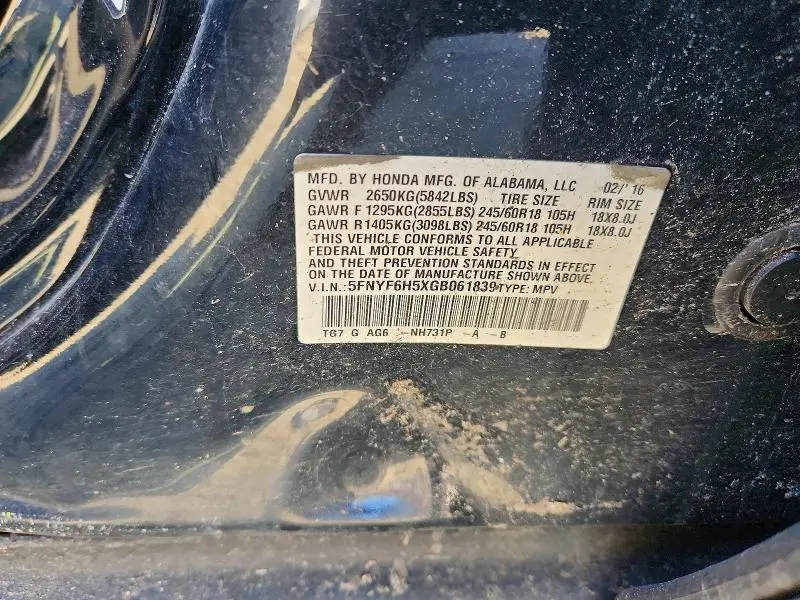 MFD. BY HONDA MFG. OF ALABAMA, LLC 02/'16
GVWR 2650KG(5842LBS) TIRE SIZE RIM SIZE
GAWR F 1295KG(2855LBS) 245/60R18 105H 18X8.0J
GAWR R 1405KG(3098LBS) 245/60R18 105H 18X8.0J
THIS VEHICLE CONFORMS TO ALL APPLICABLE
FEDERAL MOTOR VEHICLE SAFETY
AND THEFT PREVENTION STANDARDS IN EFFECT
ON THE DATE OF MANUFACTURE SHOWN ABOVE.
V.I.N.: 5FNYF6H5XGB061839 TYPE: MPV
TG7 G AG6 -NH731P -A -B